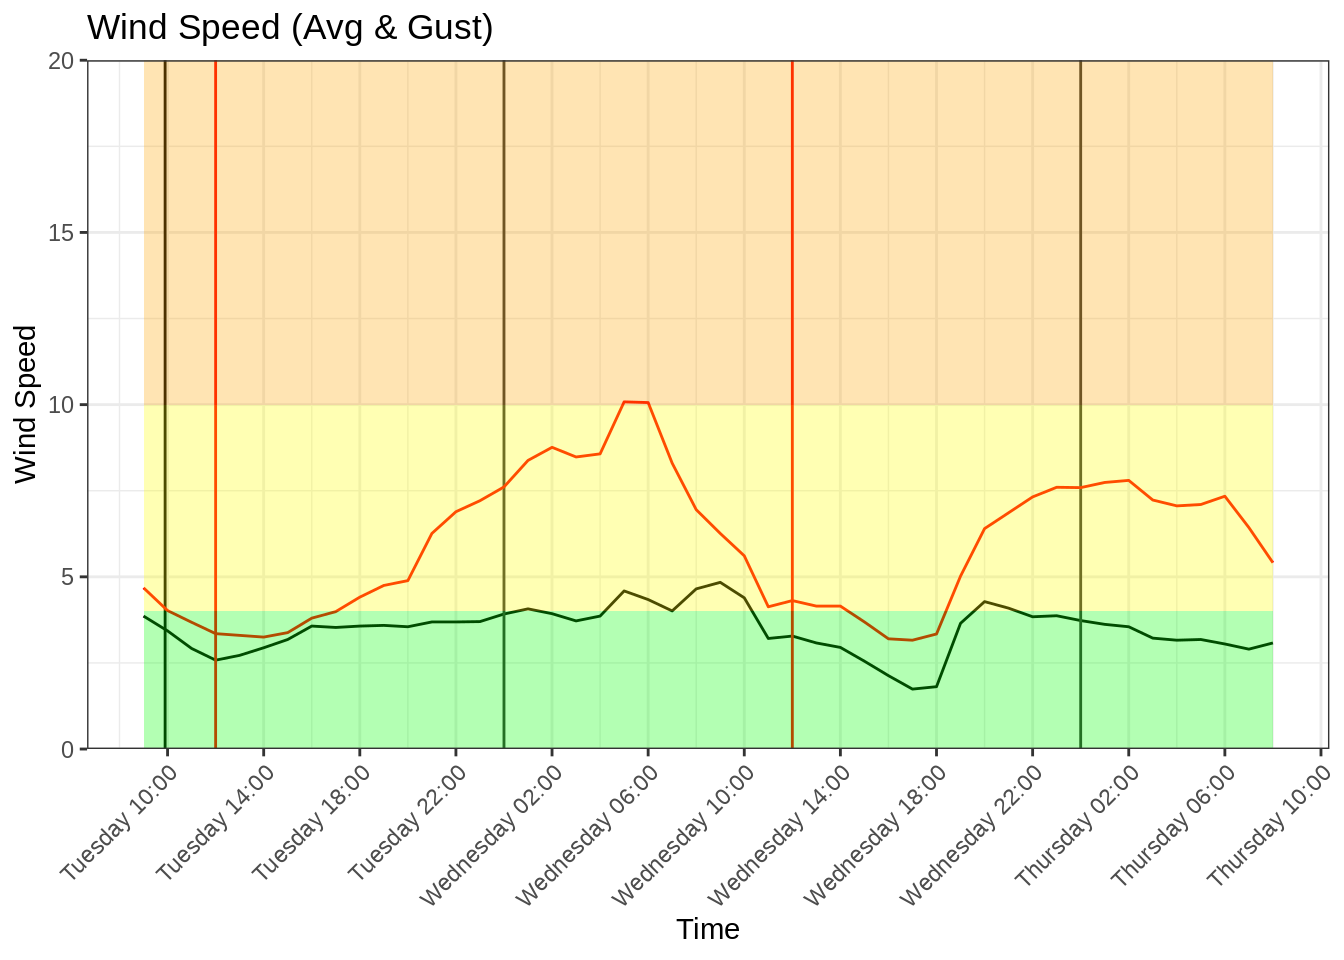 Wind Speed (Avg & Gust)
20
15
10
5
0
Wind Speed
Tuesday 10:00
Tuesday 14:00
Tuesday 18:00
Tuesday 22:00
Wednesday 02:00
Wednesday 06:00
Wednesday 10:00
Wednesday 14:00
Wednesday 18:00
Wednesday 22:00
Thursday 02:00
Thursday 06:00
Thursday 10:00
Time